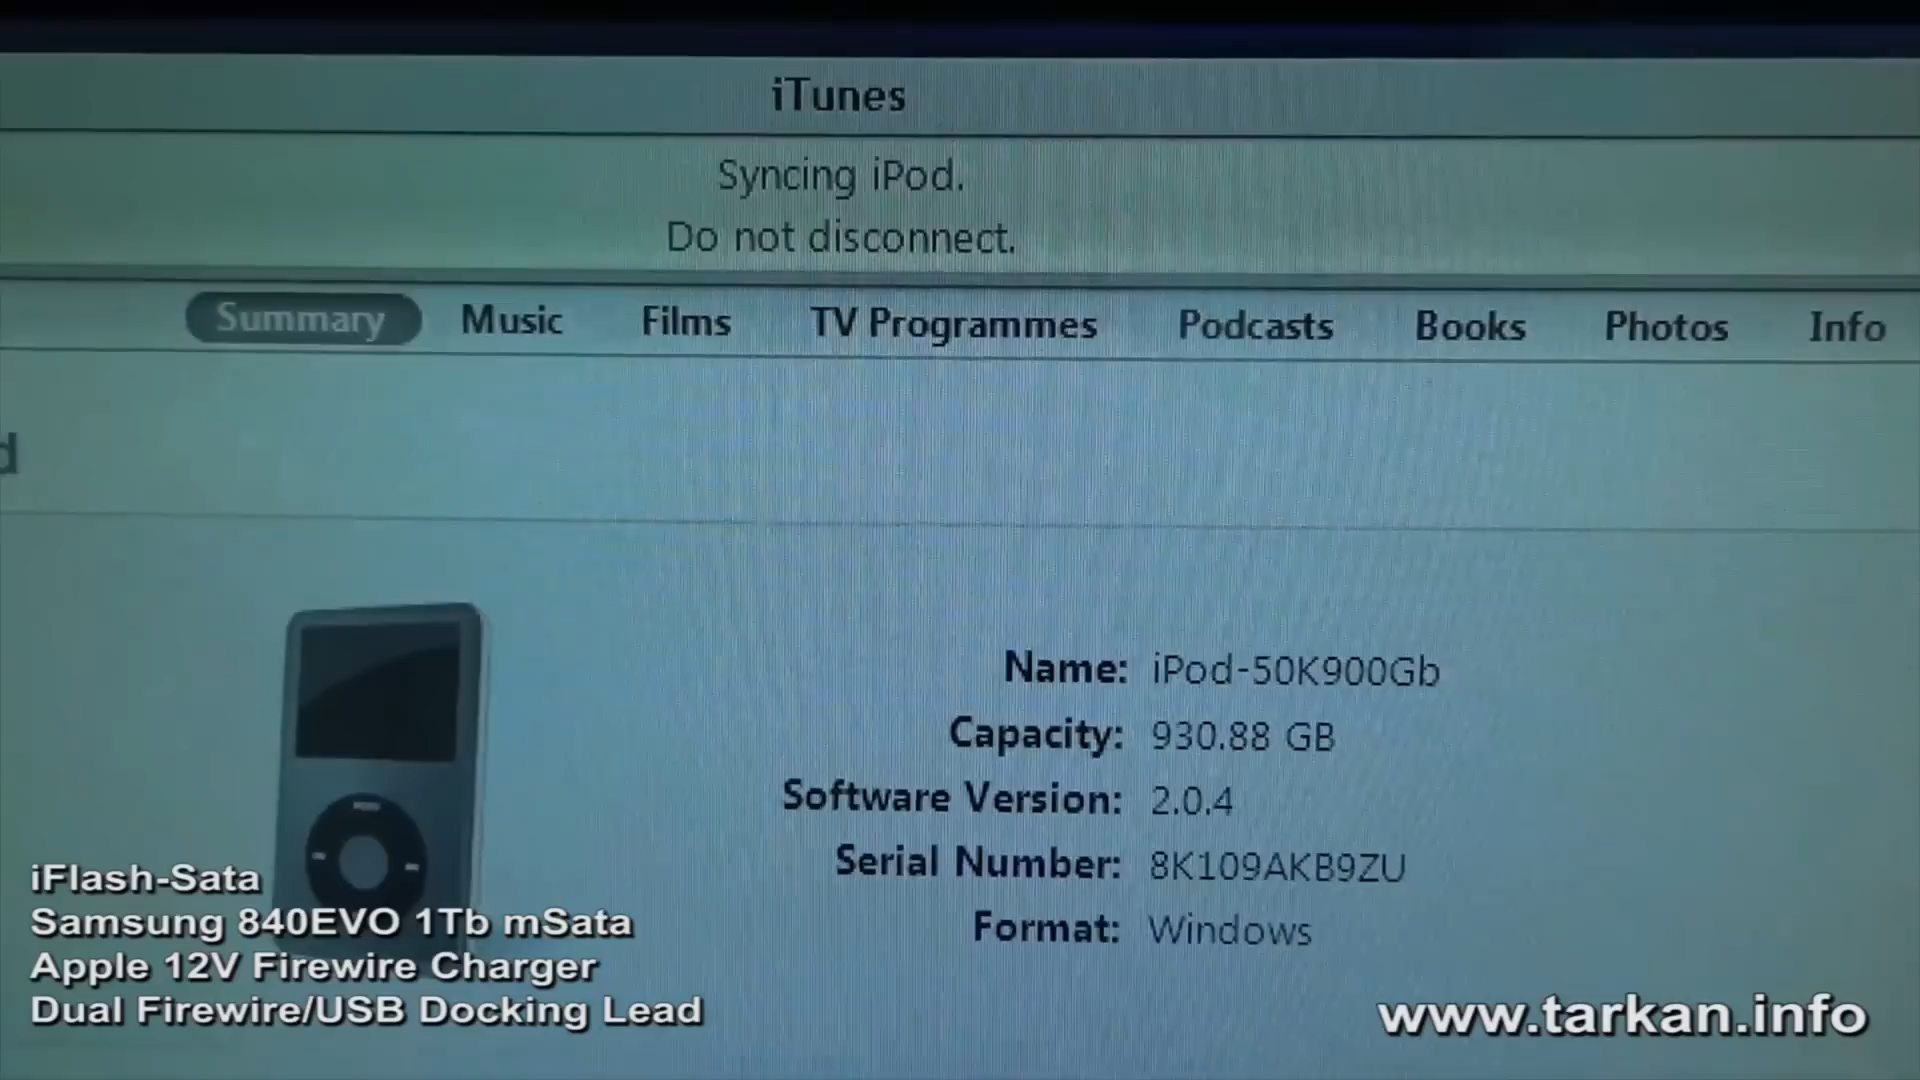 iTunes
Syncing iPod.
Do not disconnect.
Summary Music Films TV Programmes Podcasts Books Photos Info
d
Name: iPod-50K900Gb
Capacity: 930.88 GB
Software Version: 2.0.4
Serial Number: 8K109AKB9ZU
Format: Windows
iFlash-Sata
Samsung 840EVO 1Tb mSata
Apple 12V Firewire Charger
Dual Firewire/USB Docking Lead
www.tarkan.info